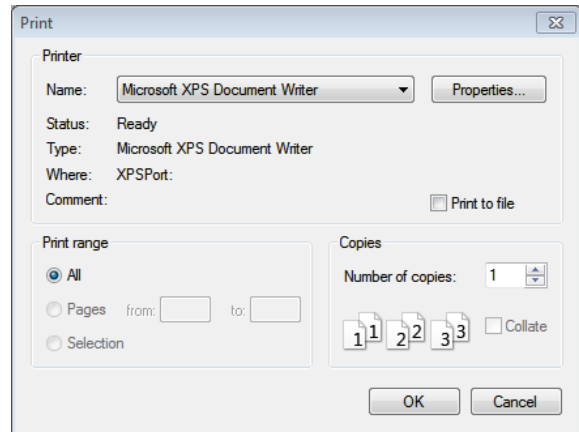 Print
Printer
Name: Microsoft XPS Document Writer Properties...
Status: Ready
Type: Microsoft XPS Document Writer
Where: XPSPort:
Comment: Print to file
Print range
All
Pages from: to:
Selection
Copies
Number of copies: 1
1 1 2 2 3 3 Collate
OK Cancel